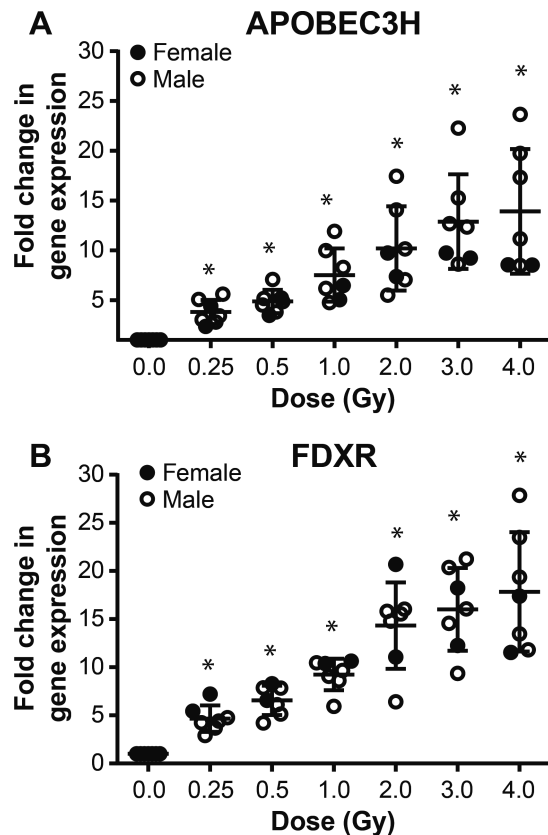 A
APOBEC3H
Female
Male
Fold change in
gene expression
30
25
20
15
10
5
*
*
*
*
*
*
0.0 0.25 0.5 1.0 2.0 3.0 4.0
Dose (Gy)
B
FDXR
Female
Male
Fold change in
gene expression
30
25
20
15
10
5
0
*
*
*
*
*
*
0.0 0.25 0.5 1.0 2.0 3.0 4.0
Dose (Gy)